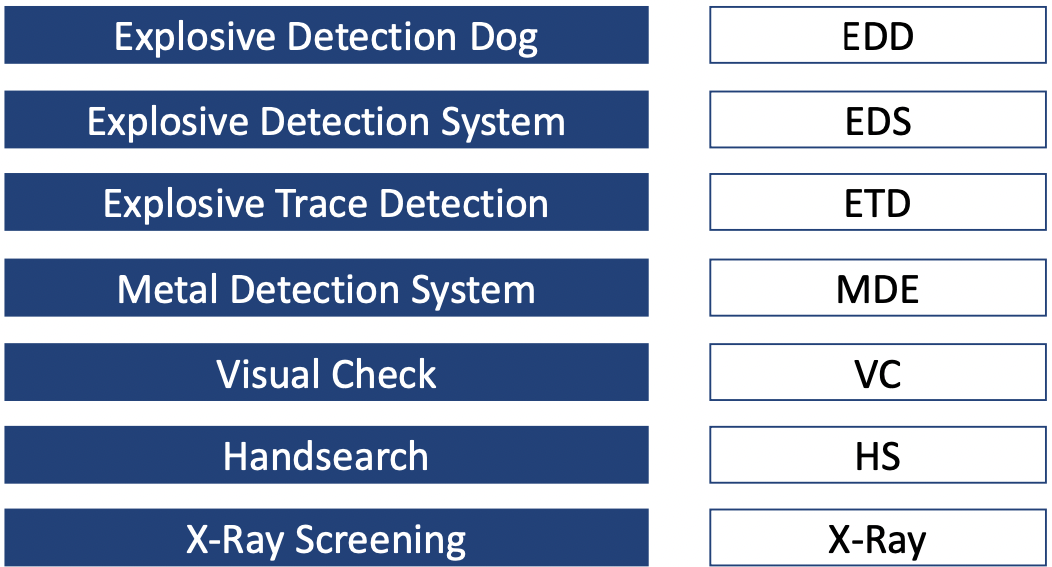 Explosive Detection Dog EDD
Explosive Detection System EDS
Explosive Trace Detection ETD
Metal Detection System MDE
Visual Check VC
Handsearch HS
X-Ray Screening X-Ray